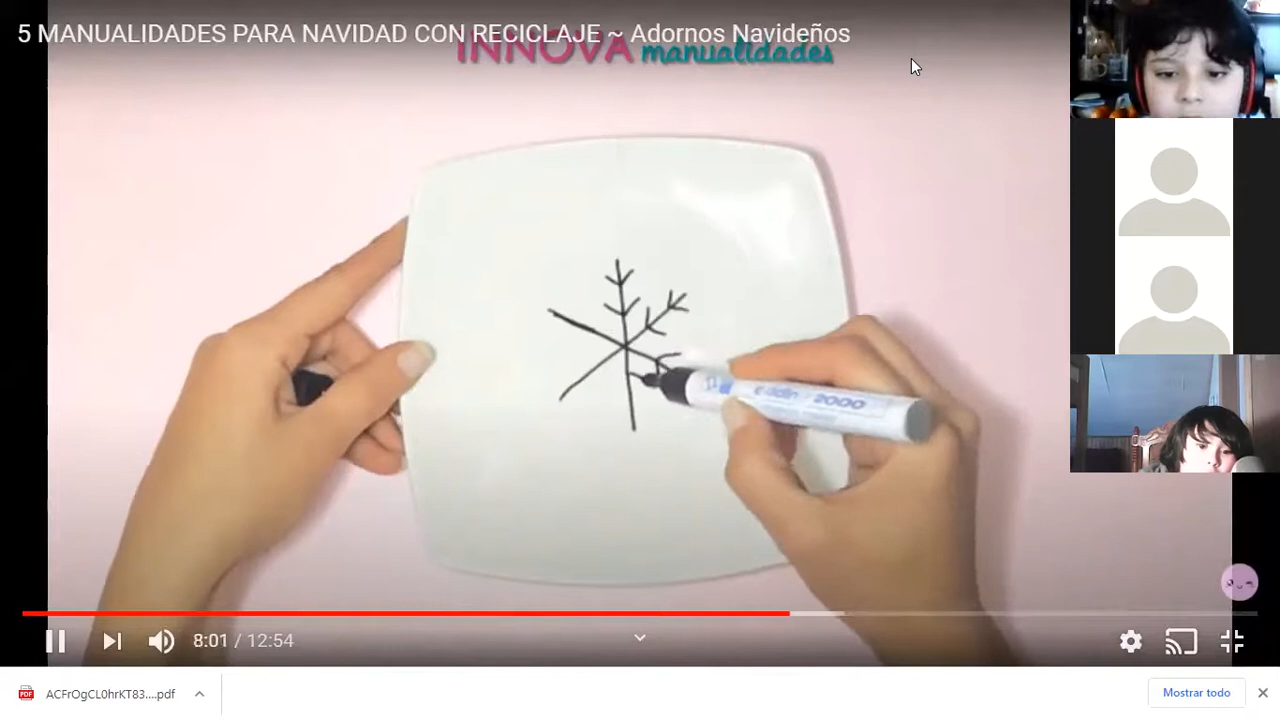 5 MANUALIDADES PARA NAVIDAD CON RECICLAJE ~ Adornos Navideños
INNOVA manualidades
2000
8:01 / 12:54
PDF
ACFrOgCL0hrKT83....pdf
Mostrar todo